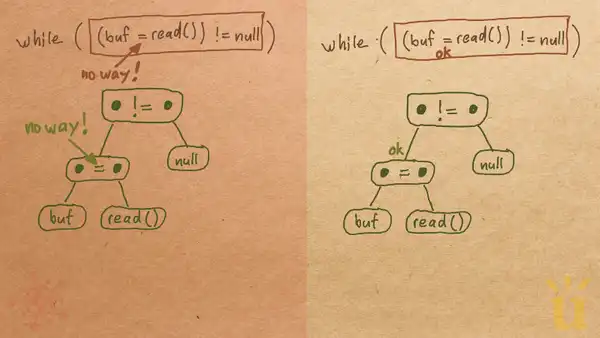 while ( (buf = read()) != null )
no way!
• != •
no way!
null
• = •
buf
read()
while ( (buf = read()) != null )
ok
• != •
ok
null
• = •
buf
read()
u